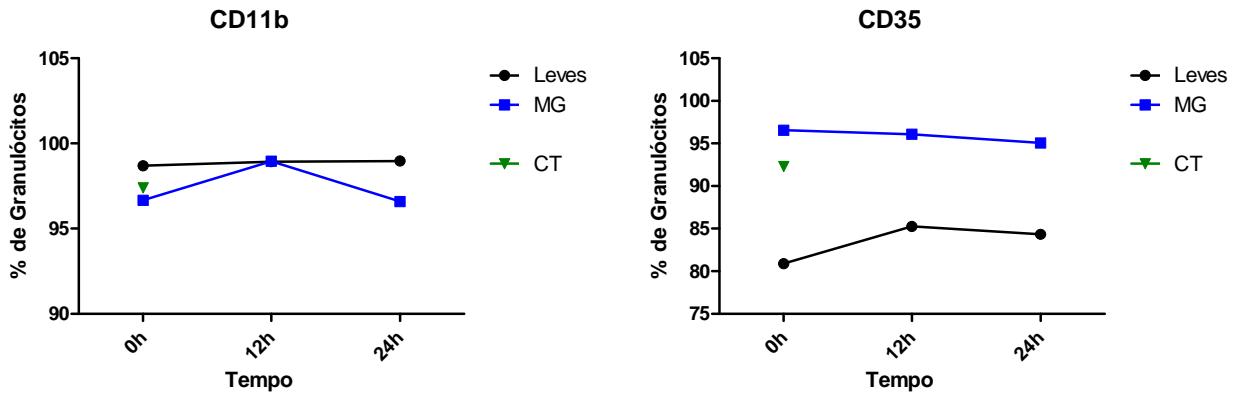 CD11b
105
100
95
90
% de Granulócitos
0h
12h
24h
Tempo
Leves
MG
CT
CD35
105
100
95
90
85
80
75
% de Granulócitos
0h
12h
24h
Tempo
Leves
MG
CT